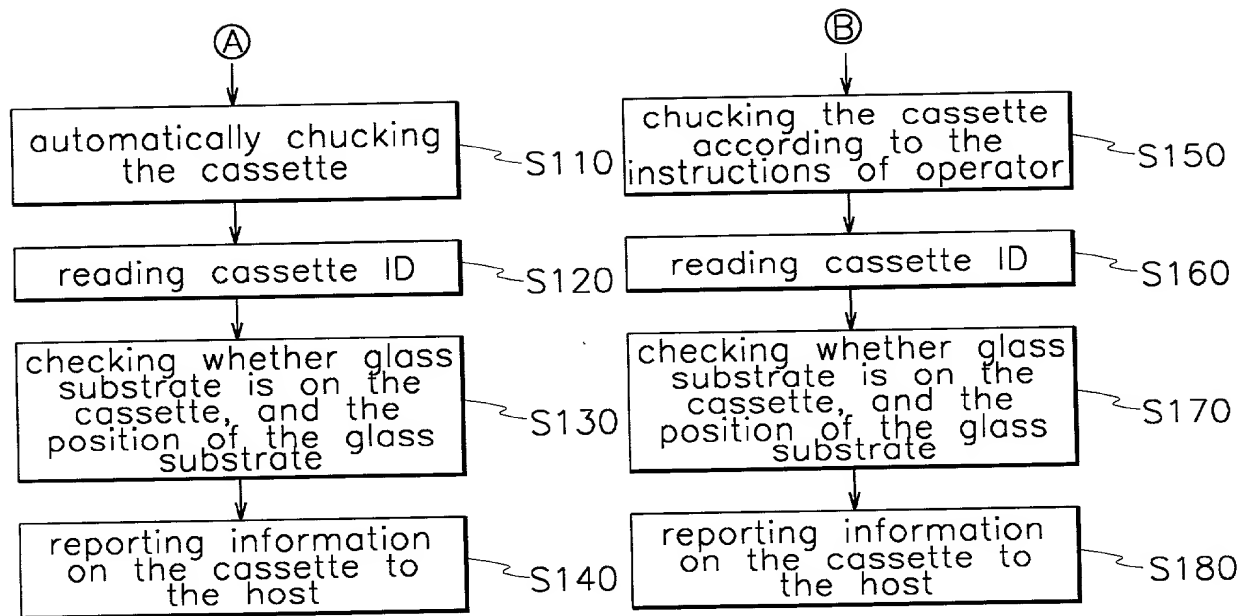 A
automatically chucking
the cassette
S110
reading cassette ID
S120
checking whether glass
substrate is on the
cassette, and the
position of the glass
substrate
S130
reporting information
on the cassette to
the host
S140
B
chucking the cassette
according to the
instructions of operator
S150
reading cassette ID
S160
checking whether glass
substrate is on the
cassette, and the
position of the glass
substrate
S170
reporting information
on the cassette to
the host
S180